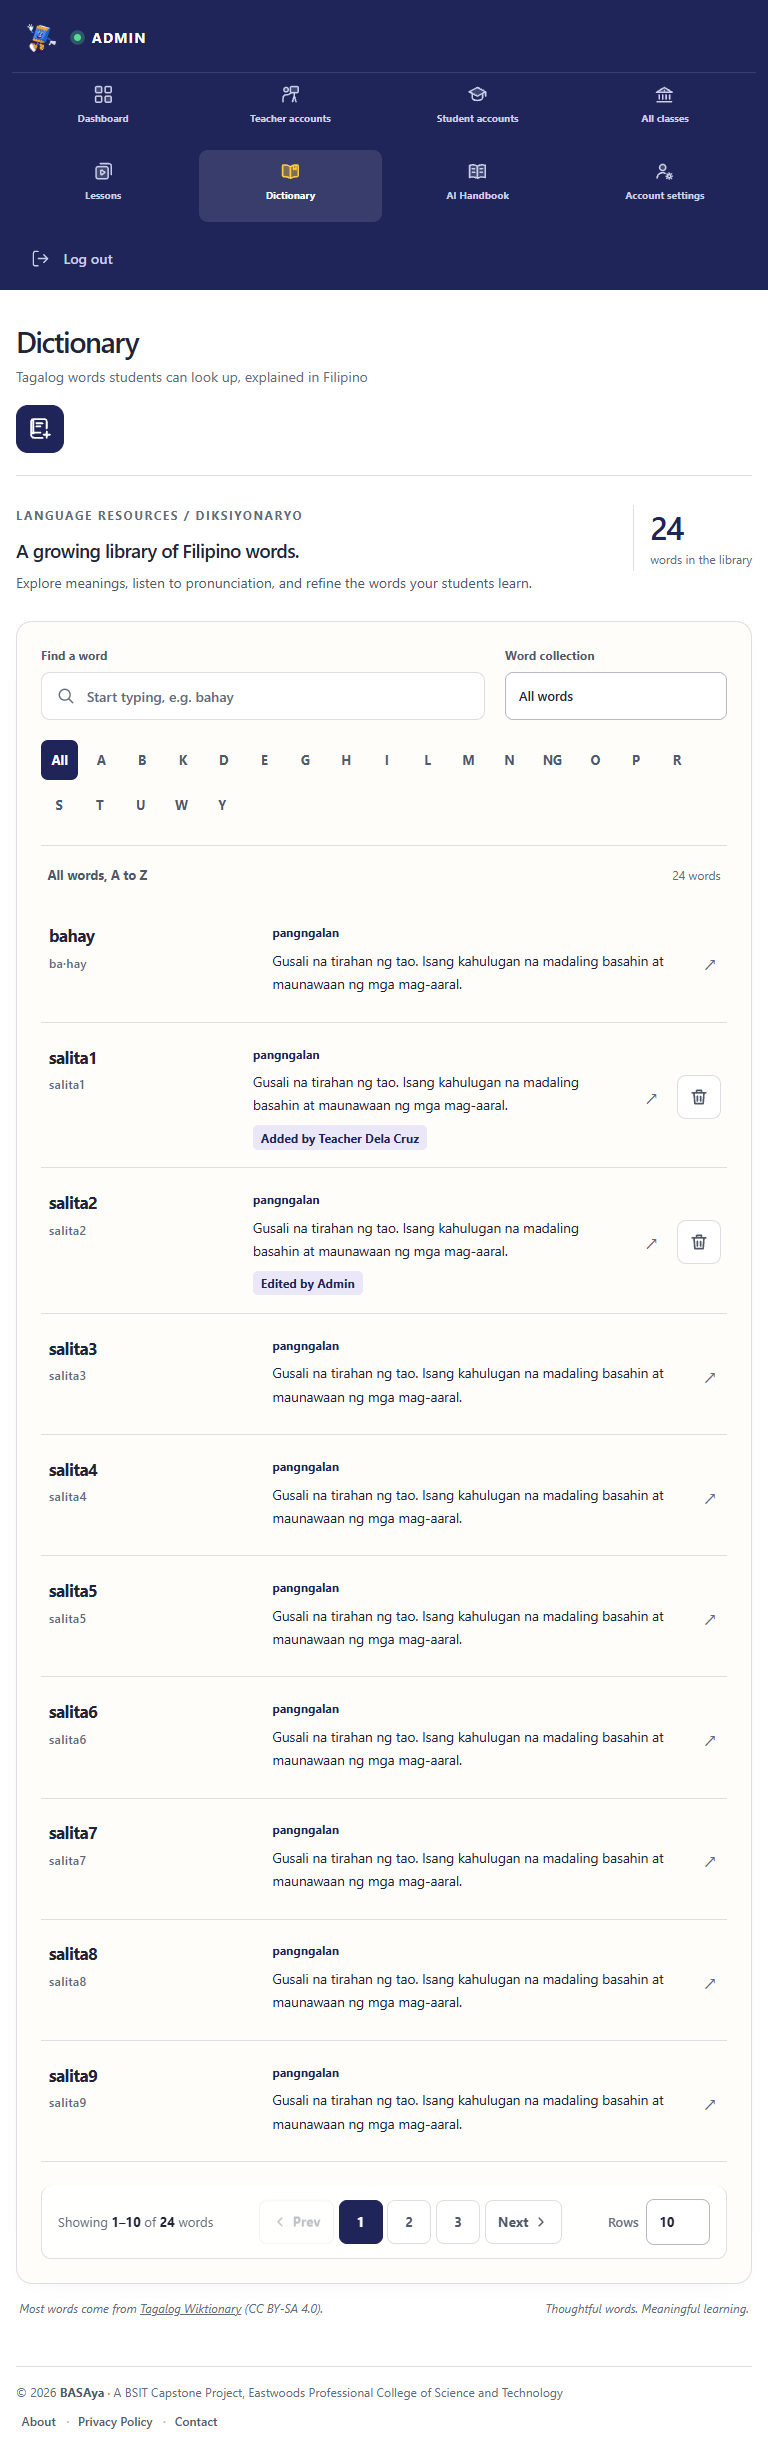 ADMIN
Dashboard
Teacher accounts
Student accounts
All classes
Lessons
Dictionary
AI Handbook
Account settings
Log out
Dictionary
Tagalog words students can look up, explained in Filipino
LANGUAGE RESOURCES / DIKSIYONARYO
A growing library of Filipino words.
Explore meanings, listen to pronunciation, and refine the words your students learn.
24
words in the library
Find a word
Start typing, e.g. bahay
Word collection
All words
All A B K D E G H I L M N NG O P R
S T U W Y
All words, A to Z
24 words
bahay
ba·hay
pangngalan
Gusali na tirahan ng tao. Isang kahulugan na madaling basahin at
maunawaan ng mga mag-aaral.
salita1
salita1
pangngalan
Gusali na tirahan ng tao. Isang kahulugan na madaling
basahin at maunawaan ng mga mag-aaral.
Added by Teacher Dela Cruz
salita2
salita2
pangngalan
Gusali na tirahan ng tao. Isang kahulugan na madaling
basahin at maunawaan ng mga mag-aaral.
Edited by Admin
salita3
salita3
pangngalan
Gusali na tirahan ng tao. Isang kahulugan na madaling basahin at
maunawaan ng mga mag-aaral.
salita4
salita4
pangngalan
Gusali na tirahan ng tao. Isang kahulugan na madaling basahin at
maunawaan ng mga mag-aaral.
salita5
salita5
pangngalan
Gusali na tirahan ng tao. Isang kahulugan na madaling basahin at
maunawaan ng mga mag-aaral.
salita6
salita6
pangngalan
Gusali na tirahan ng tao. Isang kahulugan na madaling basahin at
maunawaan ng mga mag-aaral.
salita7
salita7
pangngalan
Gusali na tirahan ng tao. Isang kahulugan na madaling basahin at
maunawaan ng mga mag-aaral.
salita8
salita8
pangngalan
Gusali na tirahan ng tao. Isang kahulugan na madaling basahin at
maunawaan ng mga mag-aaral.
salita9
salita9
pangngalan
Gusali na tirahan ng tao. Isang kahulugan na madaling basahin at
maunawaan ng mga mag-aaral.
Showing 1–10 of 24 words
Prev 1 2 3 Next
Rows 10
Most words come from Tagalog Wiktionary (CC BY-SA 4.0).
Thoughtful words. Meaningful learning.
© 2026 BASAya · A BSIT Capstone Project, Eastwoods Professional College of Science and Technology
About · Privacy Policy · Contact